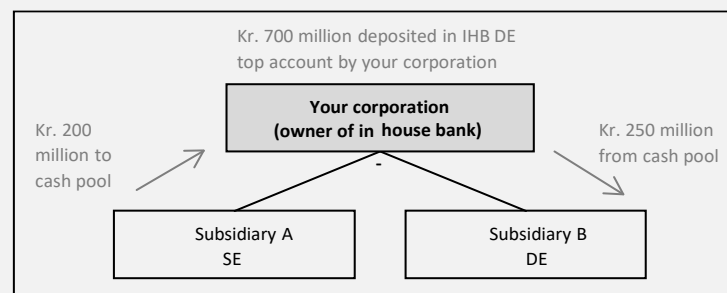 Kr. 700 million deposited in IHB DE
top account by your corporation
Your corporation
(owner of in house bank)
Kr. 200
million to
cash pool
Kr. 250 million
from cash pool
-
Subsidiary A
SE
Subsidiary B
DE